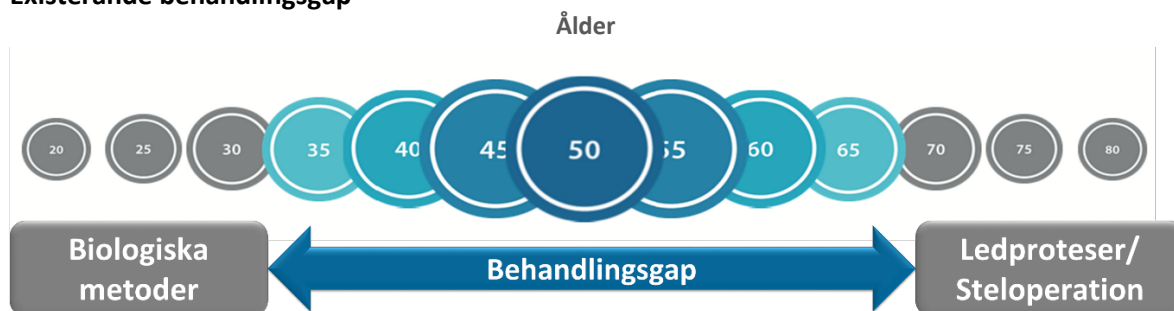 Existerande behandlingsgap
Ålder
20 25 30 35 40 45 50 55 60 65 70 75 80
Biologiska
metoder
Behandlingsgap
Ledproteser/
Steloperation